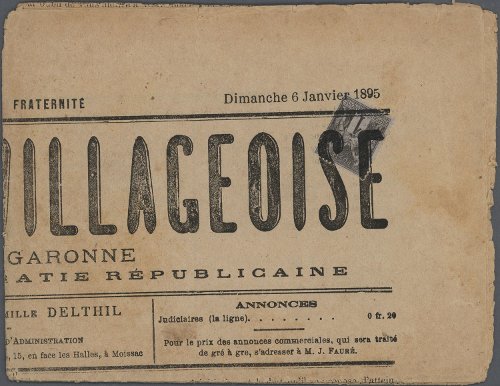 FRATERNITÉ
Dimanche 6 Janvier 1895
VILLAGEOISE
GARONNE
ATIE RÉPUBLICAINE
MILLE DELTHIL
D'ADMINISTRATION
, 15, en face les Halles, à Moissac
ANNONCES
Judiciaires (la ligne). . . . . . . . 0 fr. 20
Pour le prix des annonces commerciales, qui sera traité
de gré à gré, s'adresser à M. J. FAURÉ.